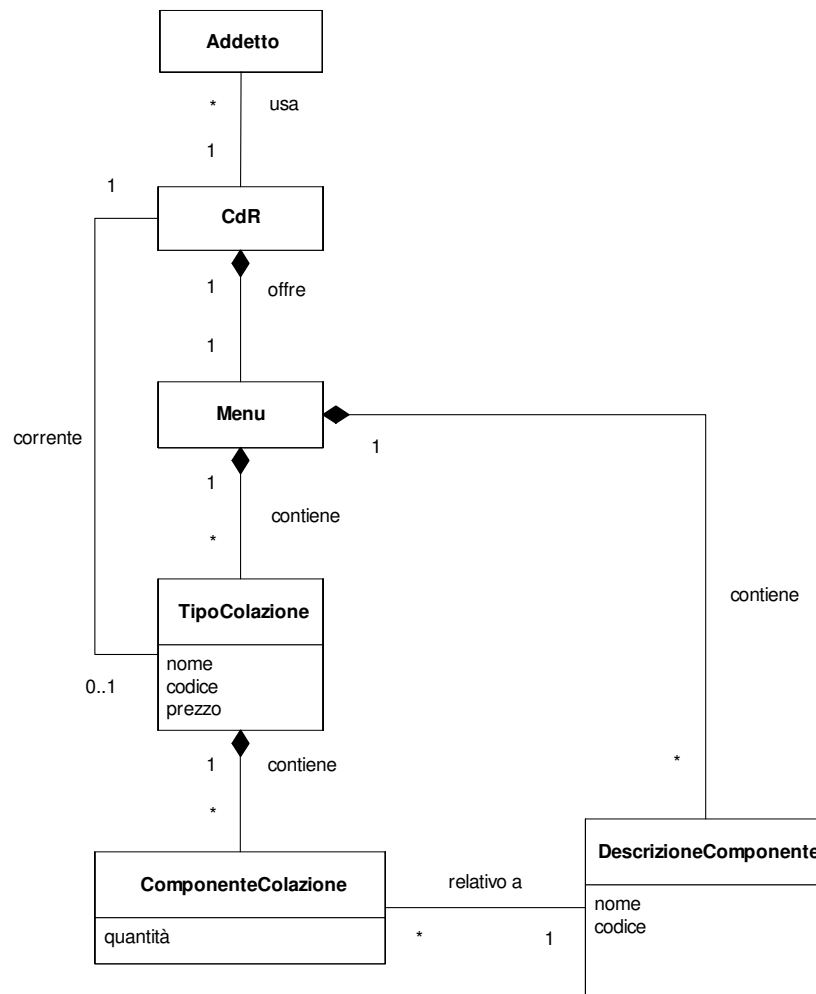 Addetto
*
usa
1
1
CdR
1
offre
1
Menu
1
corrente
1
contiene
*
TipoColazione
contiene
nome
codice
prezzo
0..1
1
contiene
*
*
DescrizioneComponente
ComponenteColazione
relativo a
nome
codice
quantità
*
1